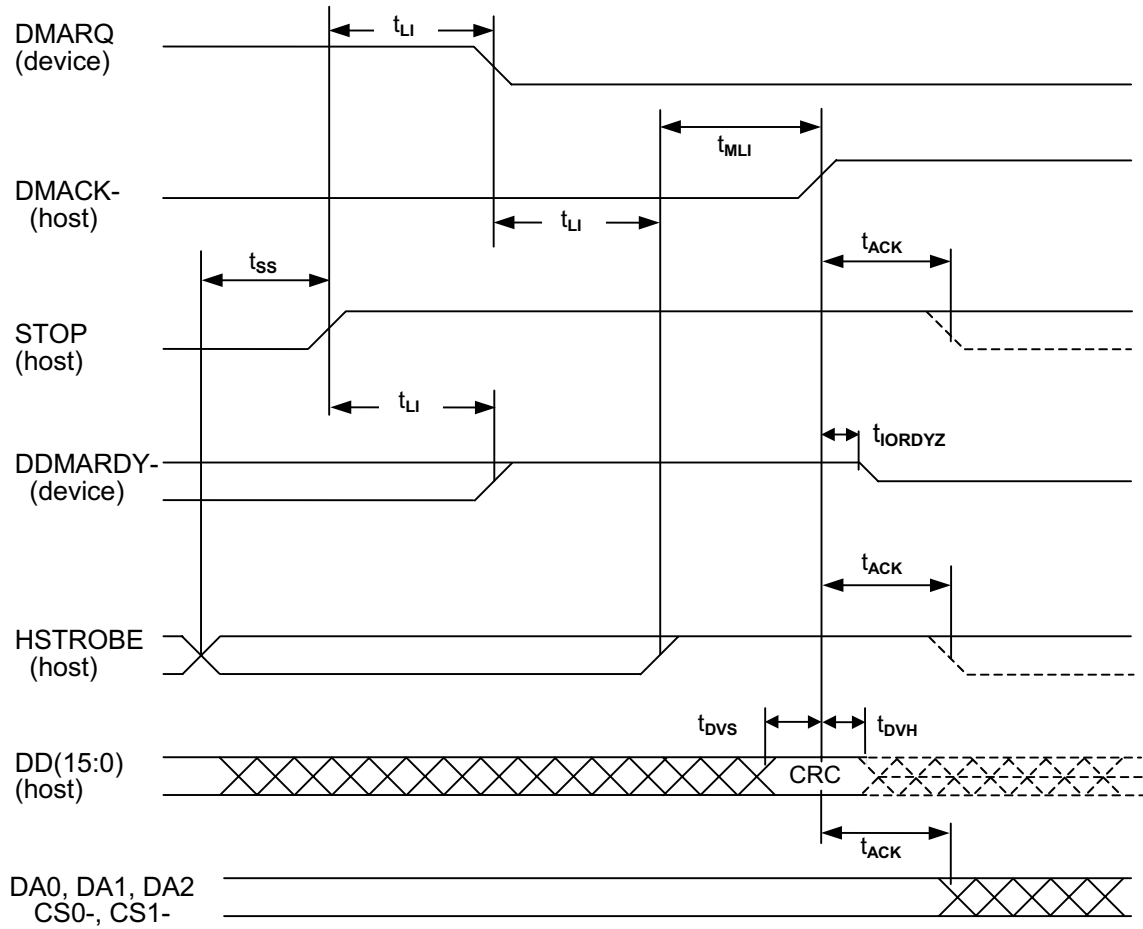 DMARQ
(device)
tLI
tMLI
DMACK-
(host)
tLI
tACK
tSS
STOP
(host)
tLI
tIORDYZ
DDMARDY-
(device)
tACK
HSTROBE
(host)
tDVS
tDVH
DD(15:0)
(host)
CRC
tACK
DA0, DA1, DA2
CS0-, CS1-